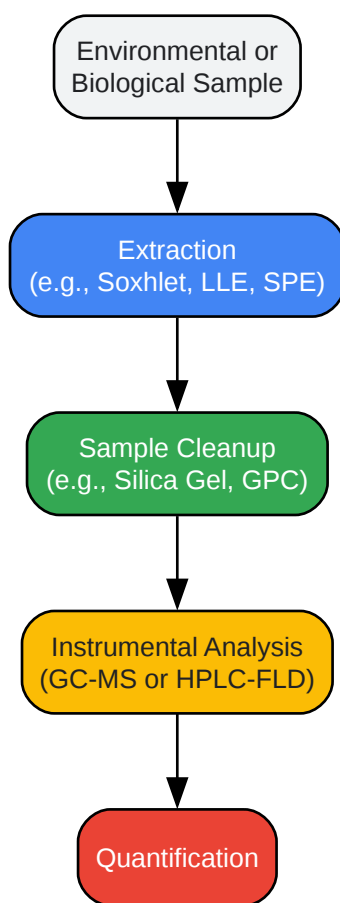 Environmental or
Biological Sample
Extraction
(e.g., Soxhlet, LLE, SPE)
Sample Cleanup
(e.g., Silica Gel, GPC)
Instrumental Analysis
(GC-MS or HPLC-FLD)
Quantification